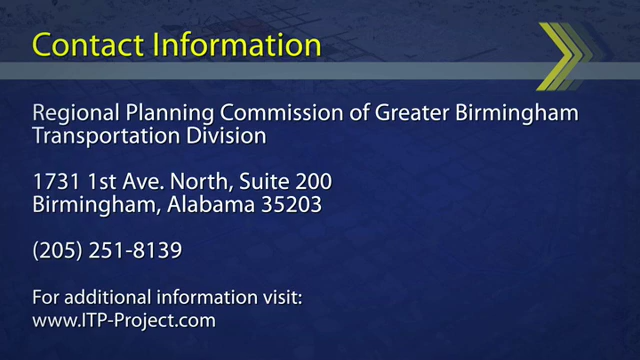 Contact Information
Regional Planning Commission of Greater Birmingham
Transportation Division
1731 1st Ave. North, Suite 200
Birmingham, Alabama 35203
(205) 251-8139
For additional information visit:
www.ITP-Project.com